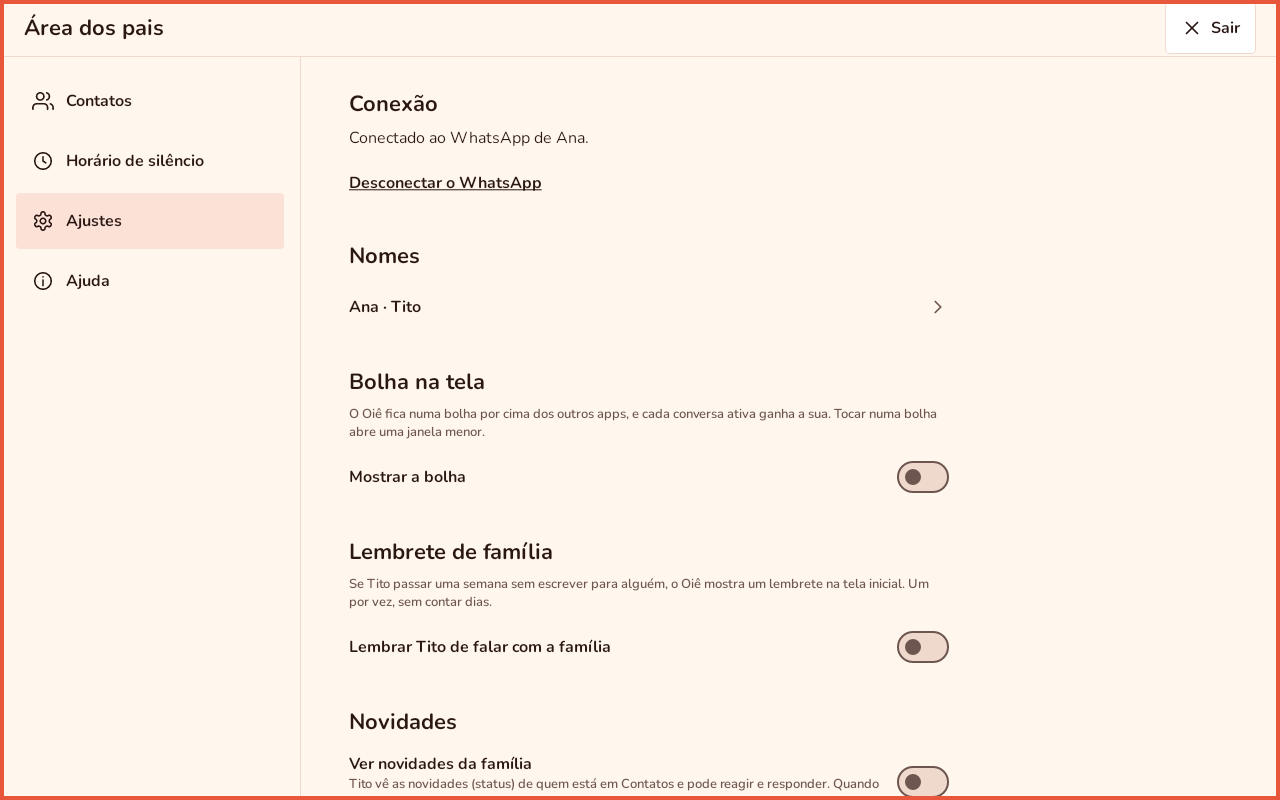 Área dos pais
Sair
Contatos
Horário de silêncio
Ajustes
Ajuda
Conexão
Conectado ao WhatsApp de Ana.
Desconectar o WhatsApp
Nomes
Ana · Tito
Bolha na tela
O Oiê fica numa bolha por cima dos outros apps, e cada conversa ativa ganha a sua. Tocar numa bolha
abre uma janela menor.
Mostrar a bolha
Lembrete de família
Se Tito passar uma semana sem escrever para alguém, o Oiê mostra um lembrete na tela inicial. Um
por vez, sem contar dias.
Lembrar Tito de falar com a família
Novidades
Ver novidades da família
Tito vê as novidades (status) de quem está em Contatos e pode reagir e responder. Quando